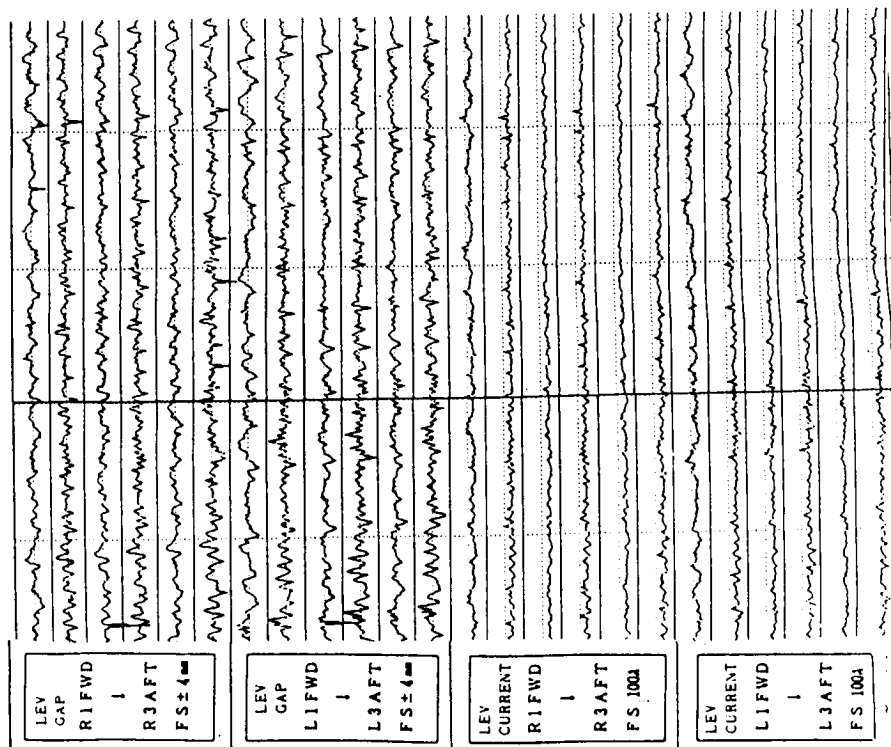 LEV
GAP
R1FWD
↓
R3AFT
FS±4mm
LEV
GAP
L1FWD
↓
L3AFT
FS±4mm
LEV
CURRENT
R1FWD
↓
R3AFT
FS 100A
LEV
CURRENT
L1FWD
↓
L3AFT
FS 100A